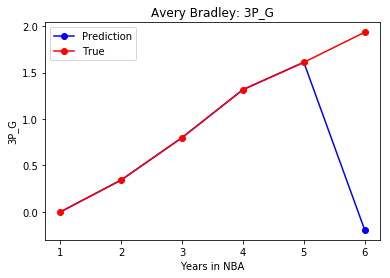 Avery Bradley: 3P_G
Prediction
True
2.0
1.5
1.0
0.5
0.0
3P_G
1 2 3 4 5 6
Years in NBA